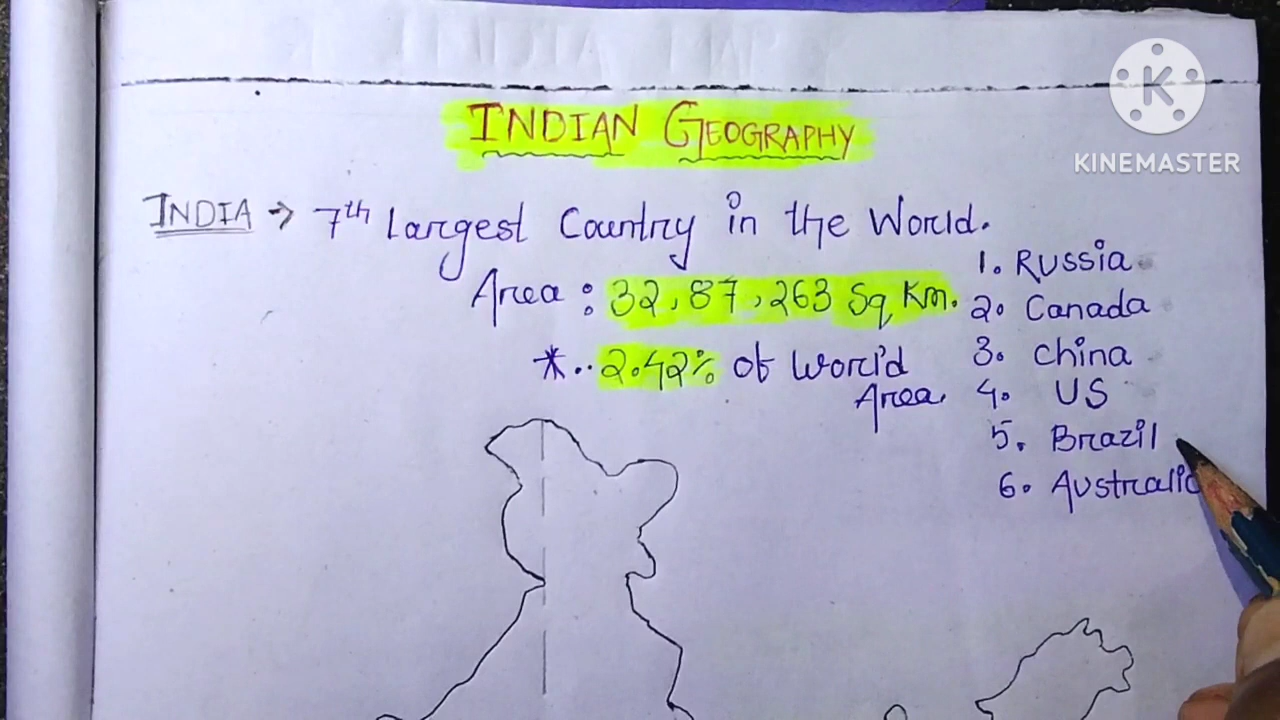 INDIAN GEOGRAPHY
INDIA → 7th Largest Country in the World.
Area : 32,87,263 Sq Km.
*.. 2.42% of World
Area.
1. Russia
2. Canada
3. China
4. US
5. Brazil
6. Australia
K
KINEMASTER